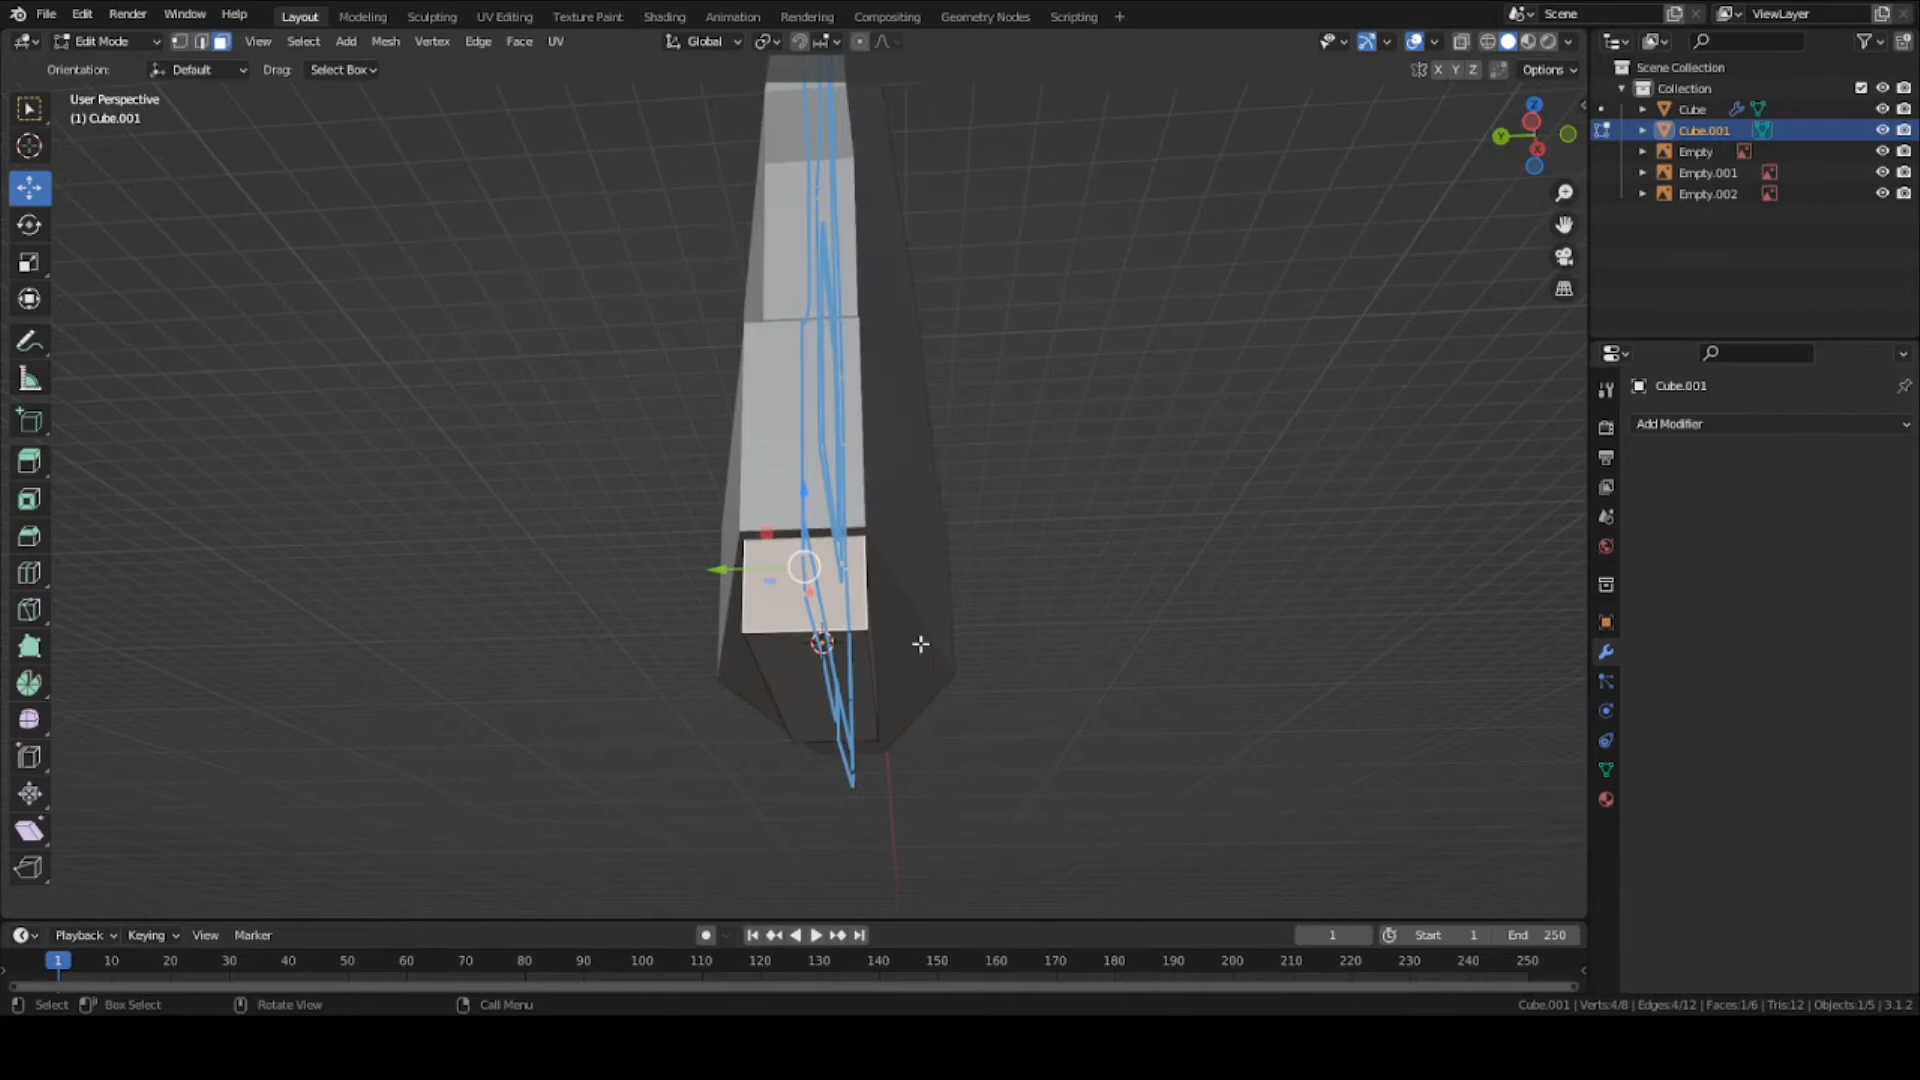 File Edit Render Window Help Layout Modeling Sculpting UV Editing Texture Paint Shading Animation Rendering Compositing Geometry Nodes Scripting + Scene ViewLayer
Edit Mode View Select Add Mesh Vertex Edge Face UV Global
Orientation: Default Drag: Select Box X Y Z Options
User Perspective
(1) Cube.001
Z
Y
X
Scene Collection
Collection
Cube
Cube.001
Empty
Empty.001
Empty.002
Cube.001
Add Modifier
Playback Keying View Marker 1 Start 1 End 250
1 10 20 30 40 50 60 70 80 90 100 110 120 130 140 150 160 170 180 190 200 210 220 230 240 250
Select Box Select Rotate View Call Menu Cube.001 | Verts:4/8 | Edges:4/12 | Faces:1/6 | Tris:12 | Objects:1/5 | 3.1.2